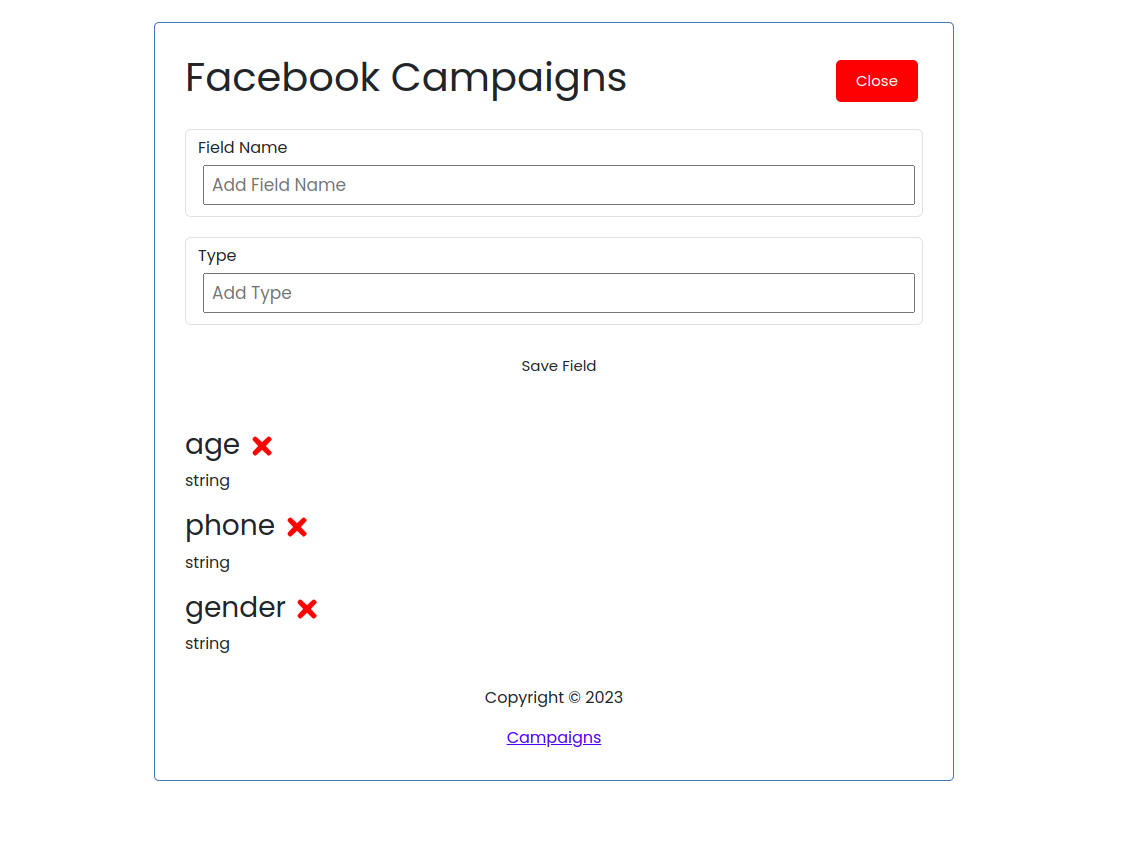 Facebook Campaigns
Close
Field Name
Add Field Name
Type
Add Type
Save Field
age
string
phone
string
gender
string
Copyright © 2023
Campaigns